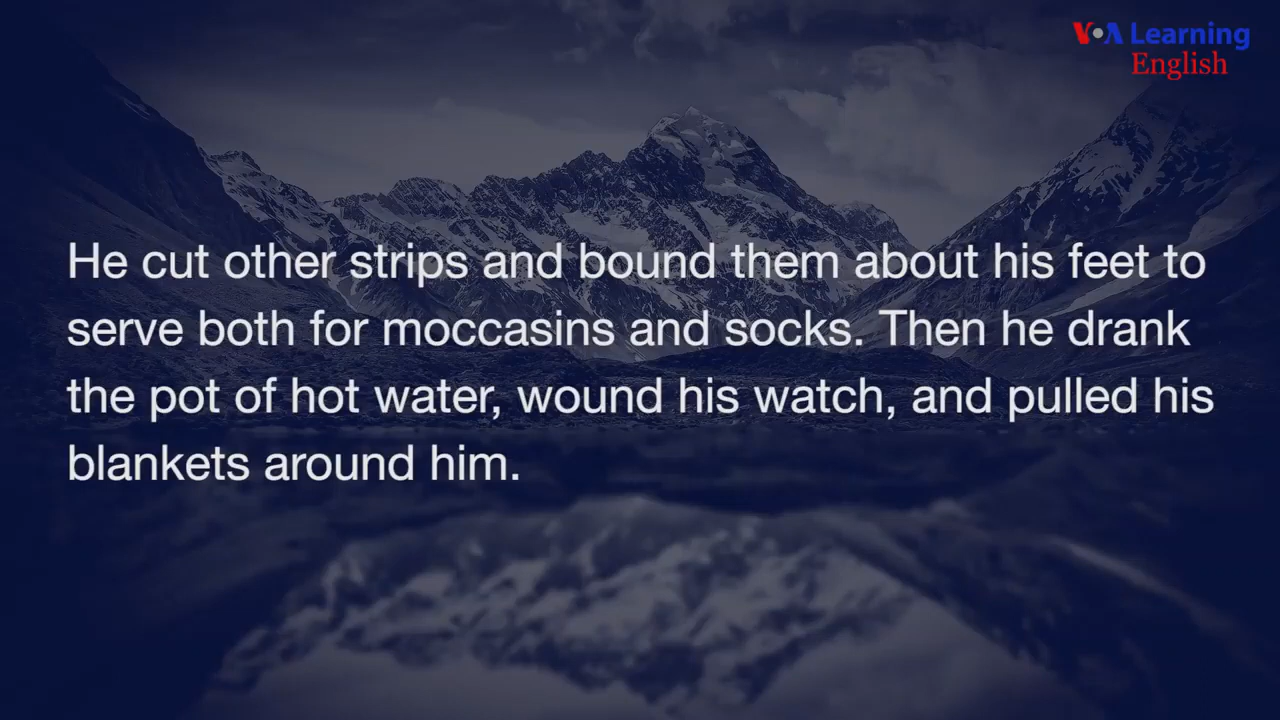 VOA Learning
English
He cut other strips and bound them about his feet to
serve both for moccasins and socks. Then he drank
the pot of hot water, wound his watch, and pulled his
blankets around him.